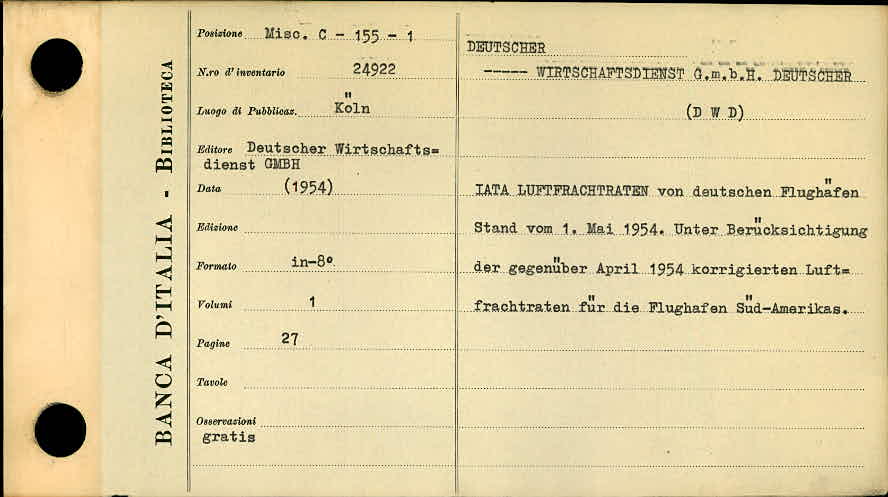 BANCA D'ITALIA - BIBLIOTECA
Posizione Misc. C - 155 - 1
N.ro d'inventario 24922
Luogo di Pubblicaz. Köln
Editore Deutscher Wirtschafts=
dienst GMBH
Data (1954)
Edizione
Formato in-8°
Volumi 1
Pagine 27
Tavole
Osservazioni
gratis
DEUTSCHER
----- WIRTSCHAFTSDIENST G.m.b.H. DEUTSCHER
(D W D)
IATA LUFTFRACHTRATEN von deutschen Flughäfen
Stand vom 1. Mai 1954. Unter Berücksichtigung
der gegenüber April 1954 korrigierten Luft=
frachtraten für die Flughafen Süd-Amerikas.